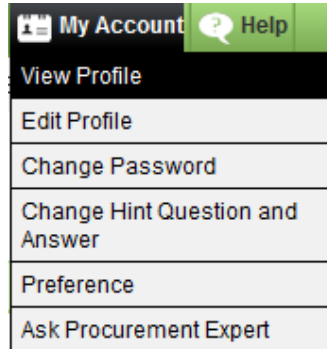 My Account ? Help
View Profile
Edit Profile
Change Password
Change Hint Question and
Answer
Preference
Ask Procurement Expert